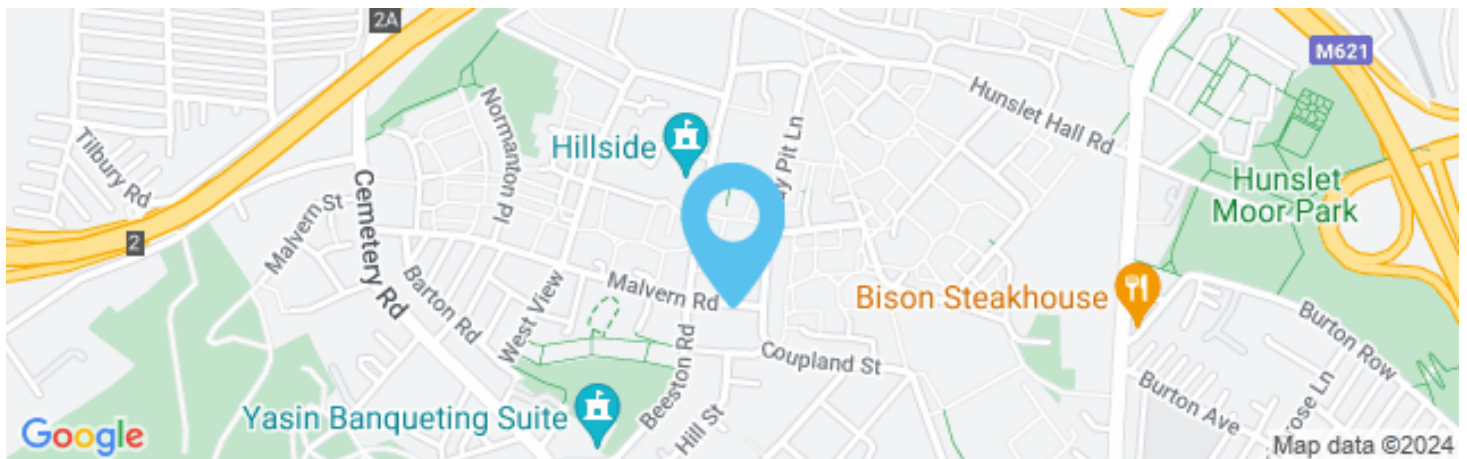 2A
M621
Tilbury Rd
Normanton Pl
Hillside
Pit Ln
Hunslet Hall Rd
Hunslet
Moor Park
2
Malvern St
Cemetery Rd
Barton Rd
West View
Malvern Rd
Beeston Rd
Bison Steakhouse
Coupland St
Burton Row
Burton Ave
Yasin Banqueting Suite
Hill St
Ln
Google
Map data ©2024